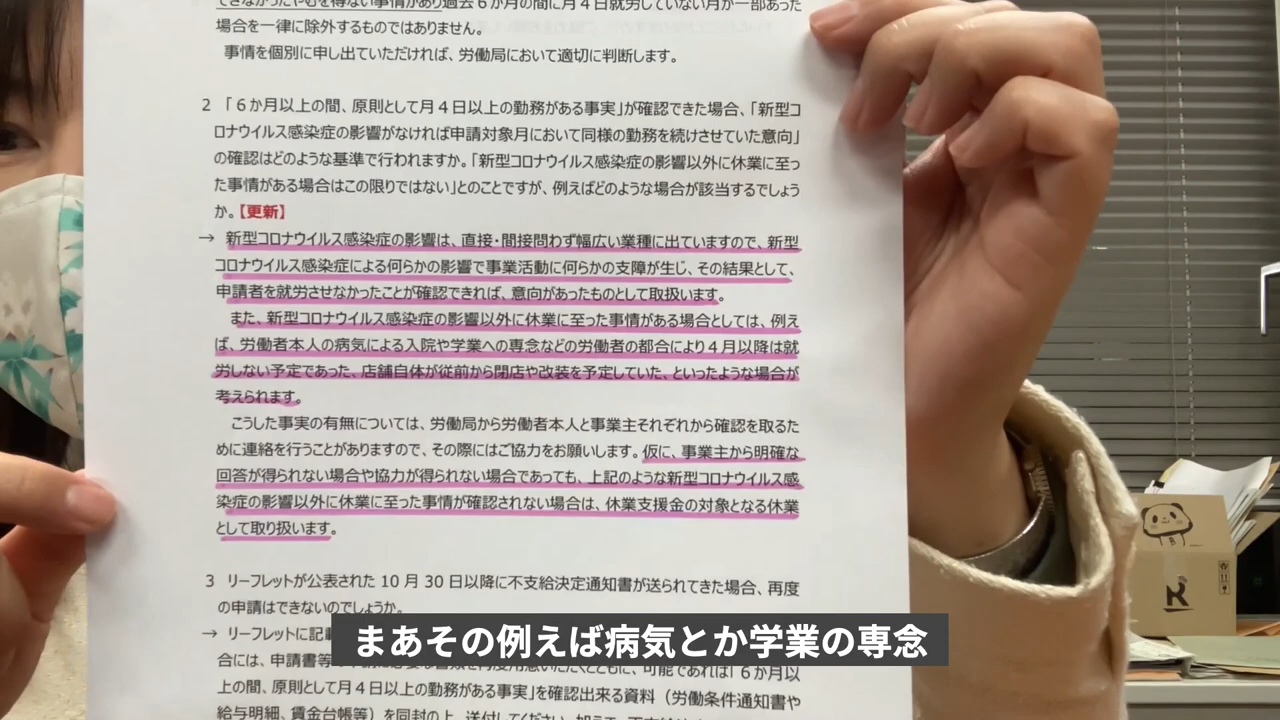 できなかったやむを得ない事情があり過去６か月の間に月４日就労していない月が一部あった
場合を一律に除外するものではありません。
事情を個別に申し出ていただければ、労働局において適切に判断します。
２「６か月以上の間、原則として月４日以上の勤務がある事実」が確認できた場合、「新型コ
ロナウイルス感染症の影響がなければ申請対象月において同様の勤務を続けさせていた意向」
の確認はどのような基準で行われますか。「新型コロナウイルス感染症の影響以外に休業に至っ
た事情がある場合はこの限りではない」とのことですが、例えばどのような場合が該当するでしょう
か。【更新】
→ 新型コロナウイルス感染症の影響は、直接・間接問わず幅広い業種に出ていますので、新型
コロナウイルス感染症による何らかの影響で事業活動に何らかの支障が生じ、その結果として、
申請者を就労させなかったことが確認できれば、意向があったものとして取扱います。
また、新型コロナウイルス感染症の影響以外に休業に至った事情がある場合としては、例え
ば、労働者本人の病気による入院や学業への専念などの労働者の都合により４月以降は就
労しない予定であった、店舗自体が従前から閉店や改装を予定していた、といったような場合が
考えられます。
こうした事実の有無については、労働局から労働者本人と事業主それぞれから確認を取るた
めに連絡を行うことがありますので、その際にはご協力をお願いします。仮に、事業主から明確な
回答が得られない場合や協力が得られない場合であっても、上記のような新型コロナウイルス感
染症の影響以外に休業に至った事情が確認されない場合は、休業支援金の対象となる休業
として取り扱います。
３ リーフレットが公表された 10 月 30 日以降に不支給決定通知書が送られてきた場合、再度
の申請はできないのでしょうか。
→ リーフレットに記載
まあその例えば病気とか学業の専念
合には、申請書等
可能であれば「６か月以
上の間、原則として月４日以上の勤務がある事実」を確認出来る資料（労働条件通知書や
給与明細、賃金台帳等）を同封の上、送付してください。
R